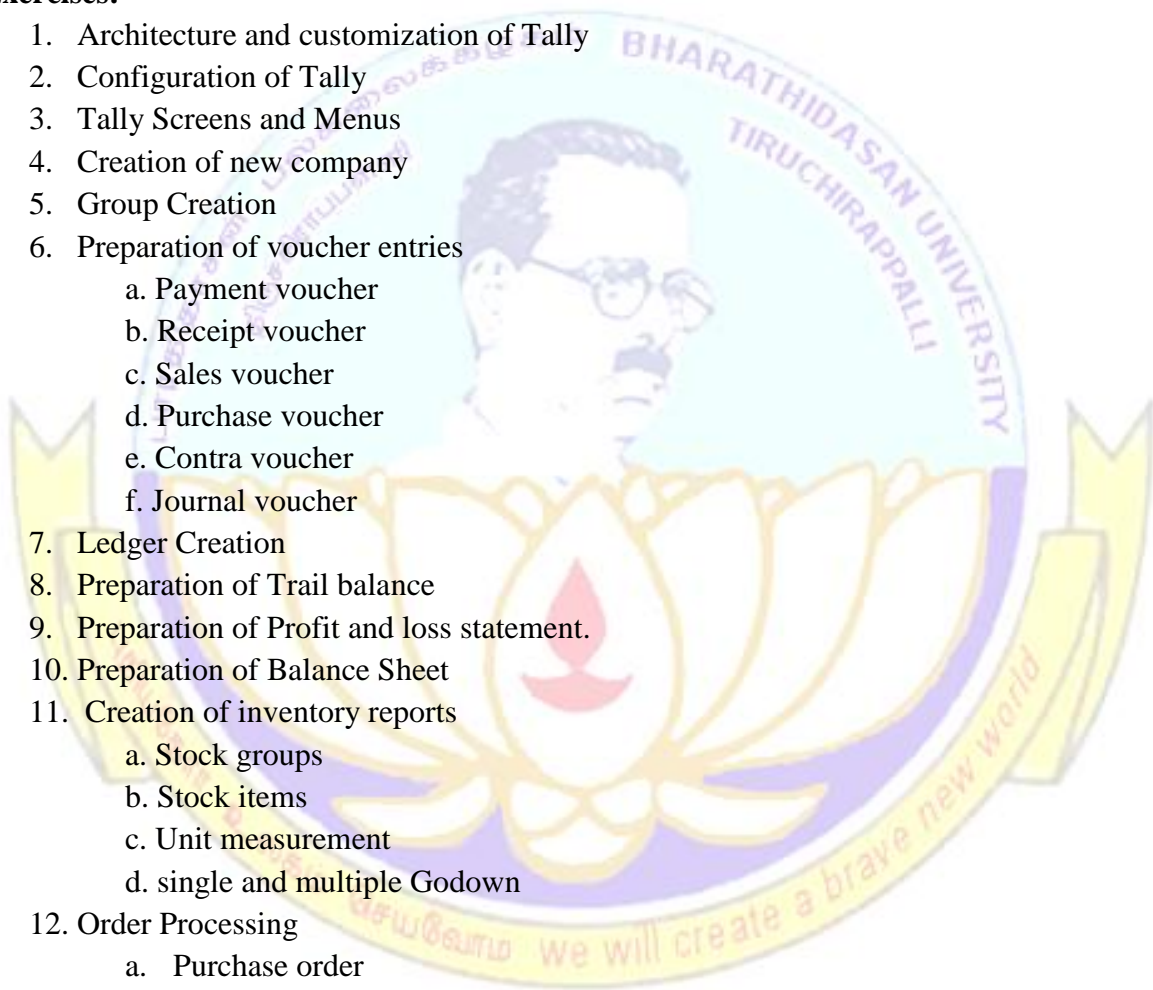 Exercises:
1. Architecture and customization of Tally
2. Configuration of Tally
3. Tally Screens and Menus
4. Creation of new company
5. Group Creation
6. Preparation of voucher entries
a. Payment voucher
b. Receipt voucher
c. Sales voucher
d. Purchase voucher
e. Contra voucher
f. Journal voucher
7. Ledger Creation
8. Preparation of Trail balance
9. Preparation of Profit and loss statement.
10. Preparation of Balance Sheet
11. Creation of inventory reports
a. Stock groups
b. Stock items
c. Unit measurement
d. single and multiple Godown
12. Order Processing
a. Purchase order
BHARATHIDASAN UNIVERSITY
TIRUCHIRAPPALLI
செய்வோம் we will create a brave new world